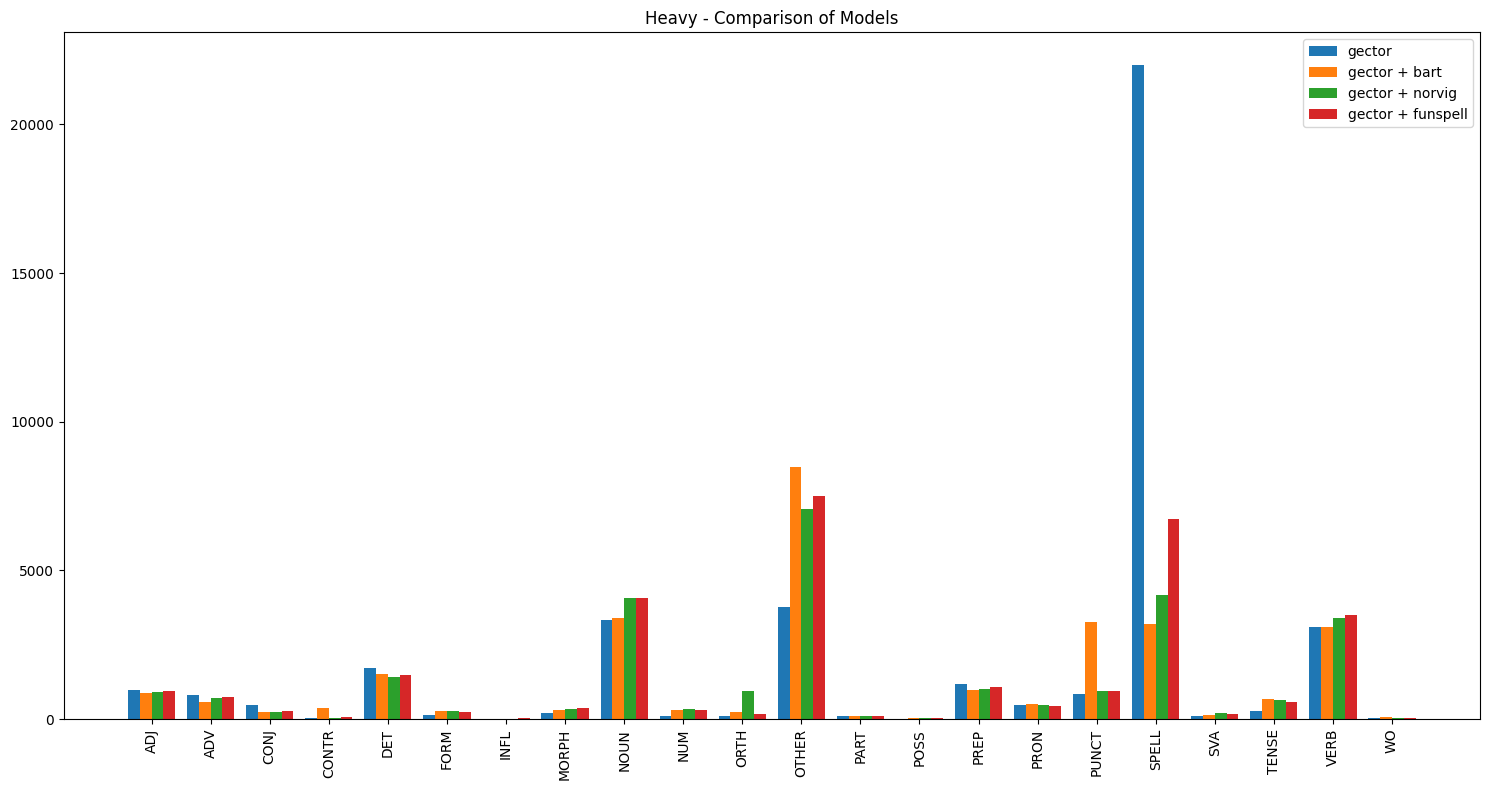 Heavy - Comparison of Models
gector
gector + bart
gector + norvig
gector + funspell
20000
15000
10000
5000
0
ADJ
ADV
CONJ
CONTR
DET
FORM
INFL
MORPH
NOUN
NUM
ORTH
OTHER
PART
POSS
PREP
PRON
PUNCT
SPELL
SVA
TENSE
VERB
WO